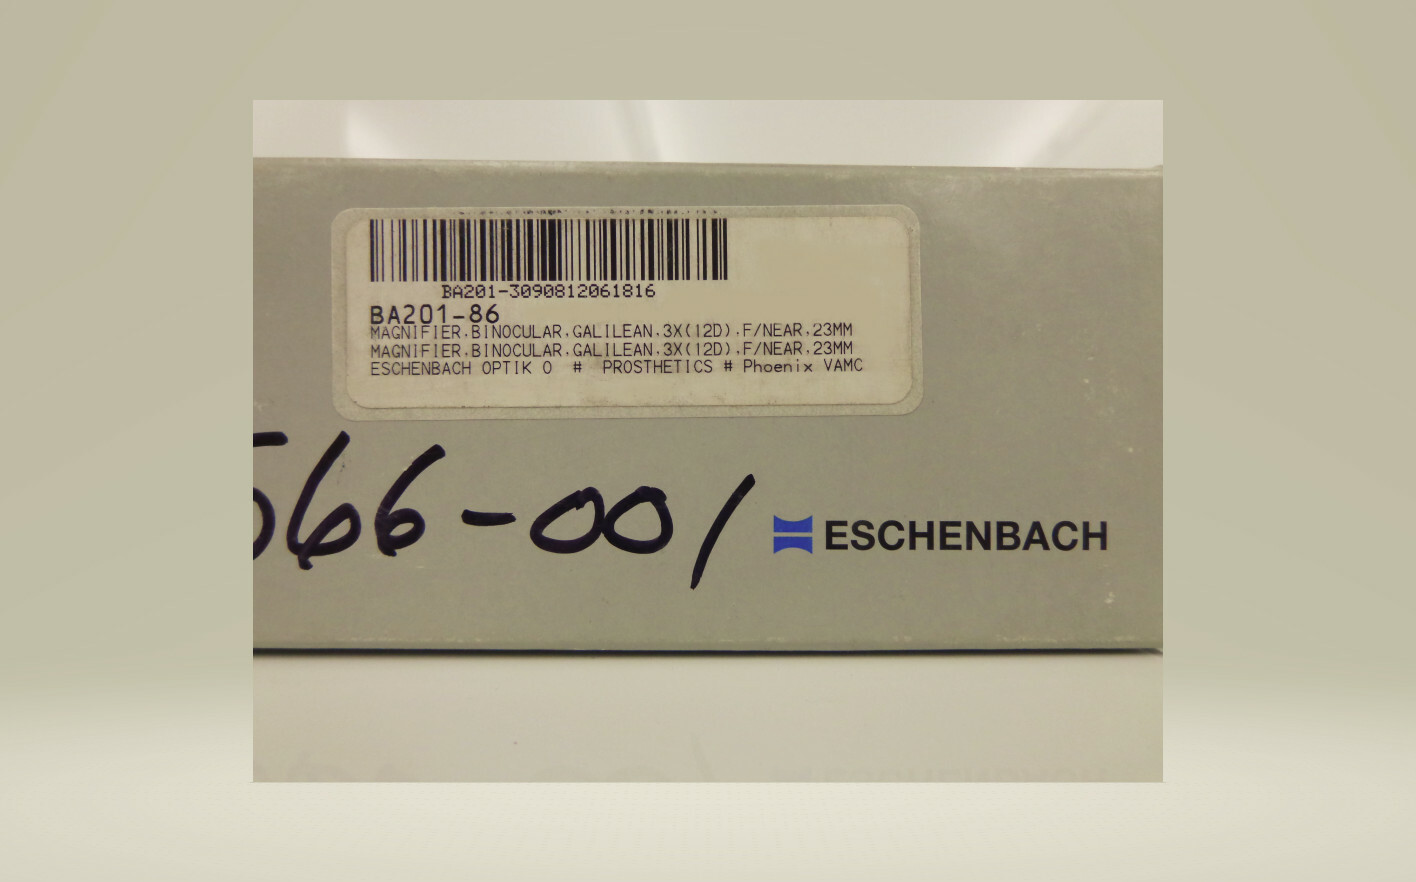 BA201-3090812061816
BA201-86
MAGNIFIER,BINOCULAR,GALILEAN,3X(12D),F/NEAR,23MM
MAGNIFIER,BINOCULAR,GALILEAN,3X(12D),F/NEAR,23MM
ESCHENBACH OPTIK O # PROSTHETICS # Phoenix VAMC
566-001
ESCHENBACH